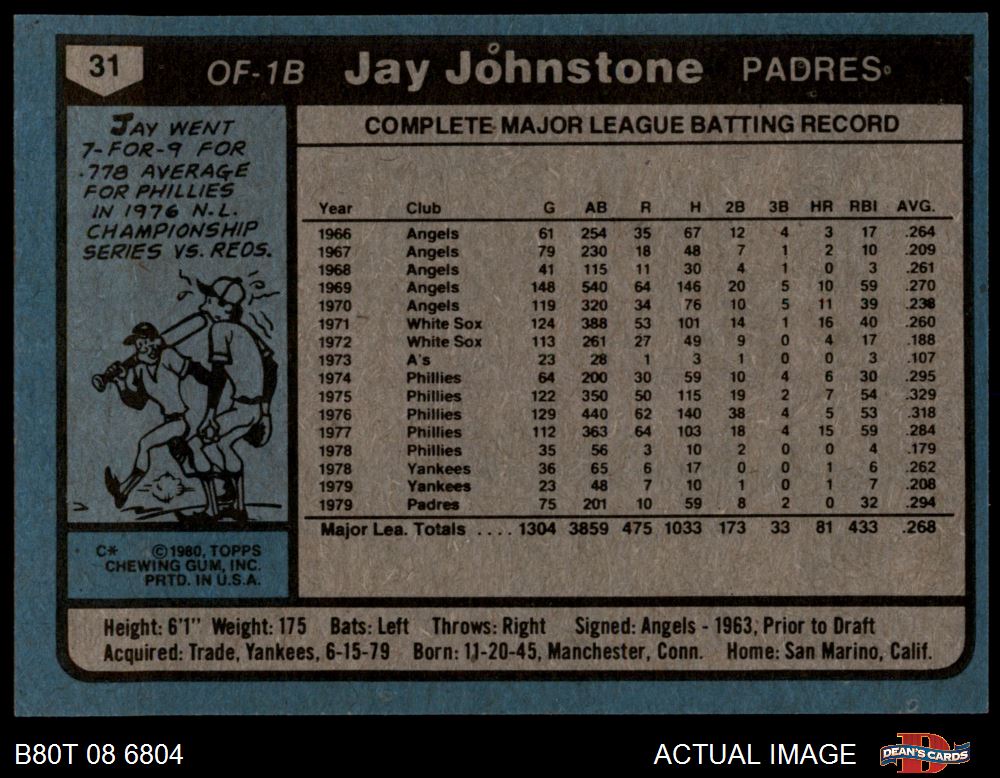 31 OF-1B Jay Johnstone PADRES
JAY WENT
7-FOR-9 FOR
.778 AVERAGE
FOR PHILLIES
IN 1976 N.L.
CHAMPIONSHIP
SERIES VS. REDS.
C* © 1980, TOPPS
CHEWING GUM, INC.
PRTD. IN U.S.A.
COMPLETE MAJOR LEAGUE BATTING RECORD
Year Club G AB R H 2B 3B HR RBI AVG.
1966 Angels 61 254 35 67 12 4 3 17 .264
1967 Angels 79 230 18 48 7 1 2 10 .209
1968 Angels 41 115 11 30 4 1 0 3 .261
1969 Angels 148 540 64 146 20 5 10 59 .270
1970 Angels 119 320 34 76 10 5 11 39 .238
1971 White Sox 124 388 53 101 14 1 16 40 .260
1972 White Sox 113 261 27 49 9 0 4 17 .188
1973 A's 23 28 1 3 1 0 0 3 .107
1974 Phillies 64 200 30 59 10 4 6 30 .295
1975 Phillies 122 350 50 115 19 2 7 54 .329
1976 Phillies 129 440 62 140 38 4 5 53 .318
1977 Phillies 112 363 64 103 18 4 15 59 .284
1978 Phillies 35 56 3 10 2 0 0 4 .179
1978 Yankees 36 65 6 17 0 0 1 6 .262
1979 Yankees 23 48 7 10 1 0 1 7 .208
1979 Padres 75 201 10 59 8 2 0 32 .294
Major Lea. Totals .... 1304 3859 475 1033 173 33 81 433 .268
Height: 6'1" Weight: 175 Bats: Left Throws: Right Signed: Angels - 1963, Prior to Draft
Acquired: Trade, Yankees, 6-15-79 Born: 11-20-45, Manchester, Conn. Home: San Marino, Calif.
B80T 08 6804 ACTUAL IMAGE DEAN'S CARDS